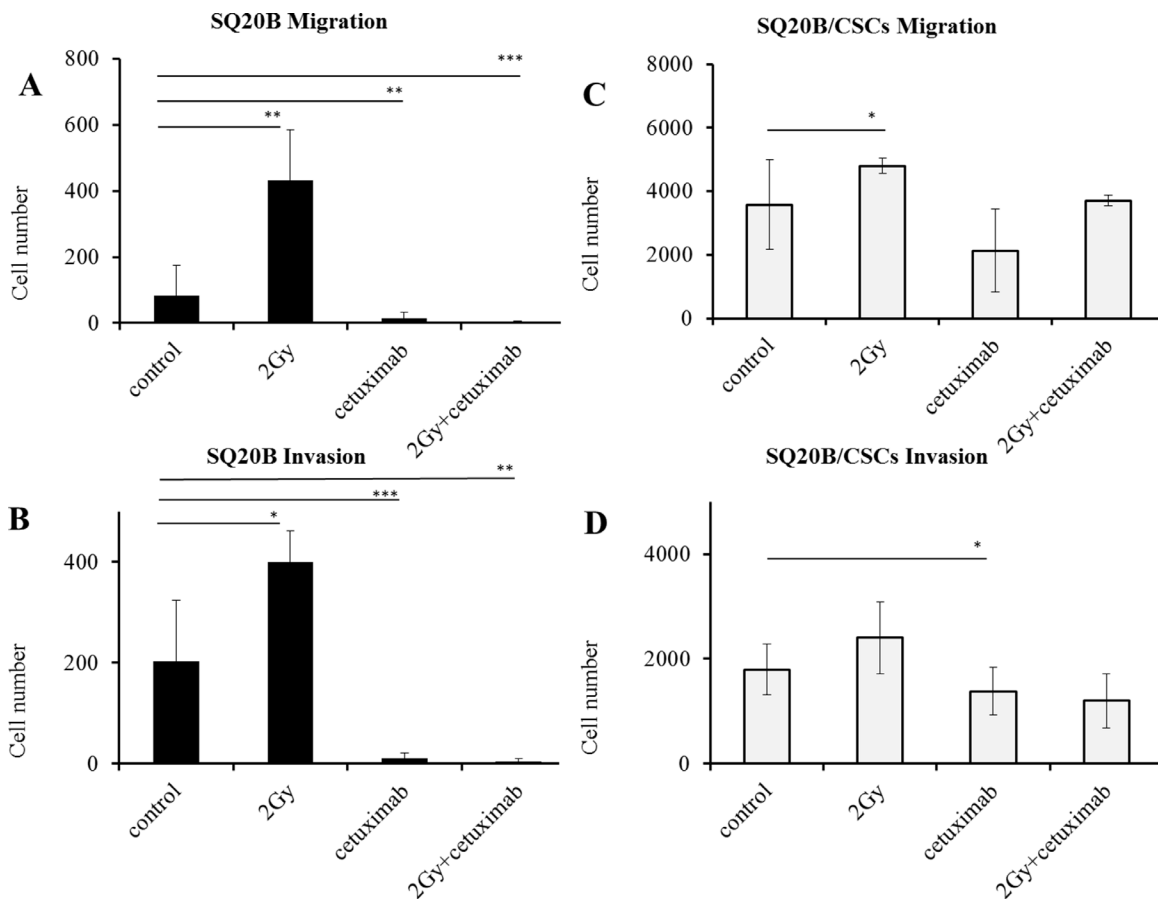 SQ20B Migration
A
Cell number
800
600
400
200
0
***
**
**
control
2Gy
cetuximab
2Gy+cetuximab
SQ20B/CSCs Migration
C
Cell number
8000
6000
4000
2000
0
*
control
2Gy
cetuximab
2Gy+cetuximab
SQ20B Invasion
B
Cell number
400
200
0
**
***
*
control
2Gy
cetuximab
2Gy+cetuximab
SQ20B/CSCs Invasion
D
Cell number
4000
2000
0
*
control
2Gy
cetuximab
2Gy+cetuximab